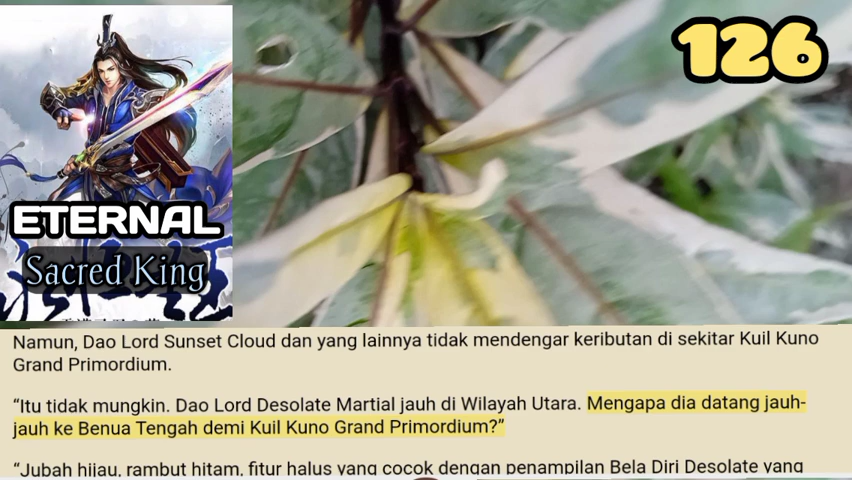 126
ETERNAL
Sacred King
Namun, Dao Lord Sunset Cloud dan yang lainnya tidak mendengar keributan di sekitar Kuil Kuno
Grand Primordium.
“Itu tidak mungkin. Dao Lord Desolate Martial jauh di Wilayah Utara. Mengapa dia datang jauh-
jauh ke Benua Tengah demi Kuil Kuno Grand Primordium?”
“Jubah hijau, rambut hitam, fitur halus yang cocok dengan penampilan Bela Diri Desolate yang